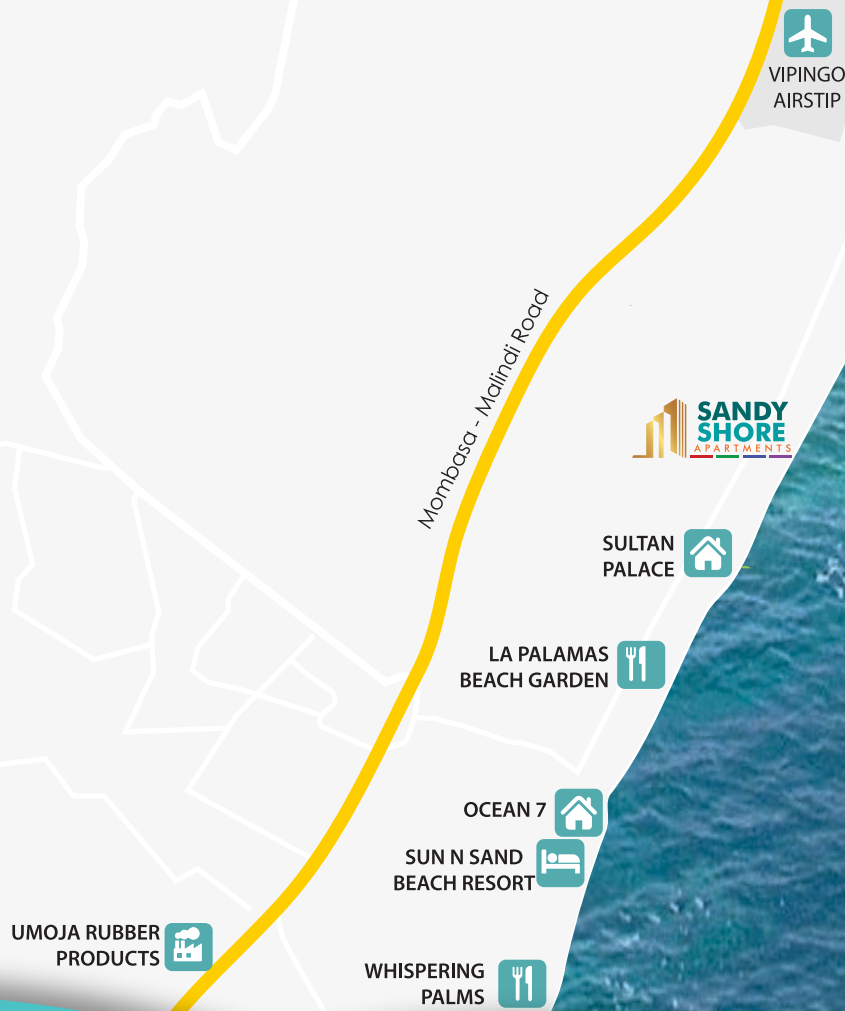 VIPINGO
AIRSTIP
Mombasa - Malindi Road
SANDY
SHORE
APARTMENTS
SULTAN
PALACE
LA PALAMAS
BEACH GARDEN
OCEAN 7
SUN N SAND
BEACH RESORT
UMOJA RUBBER
PRODUCTS
WHISPERING
PALMS